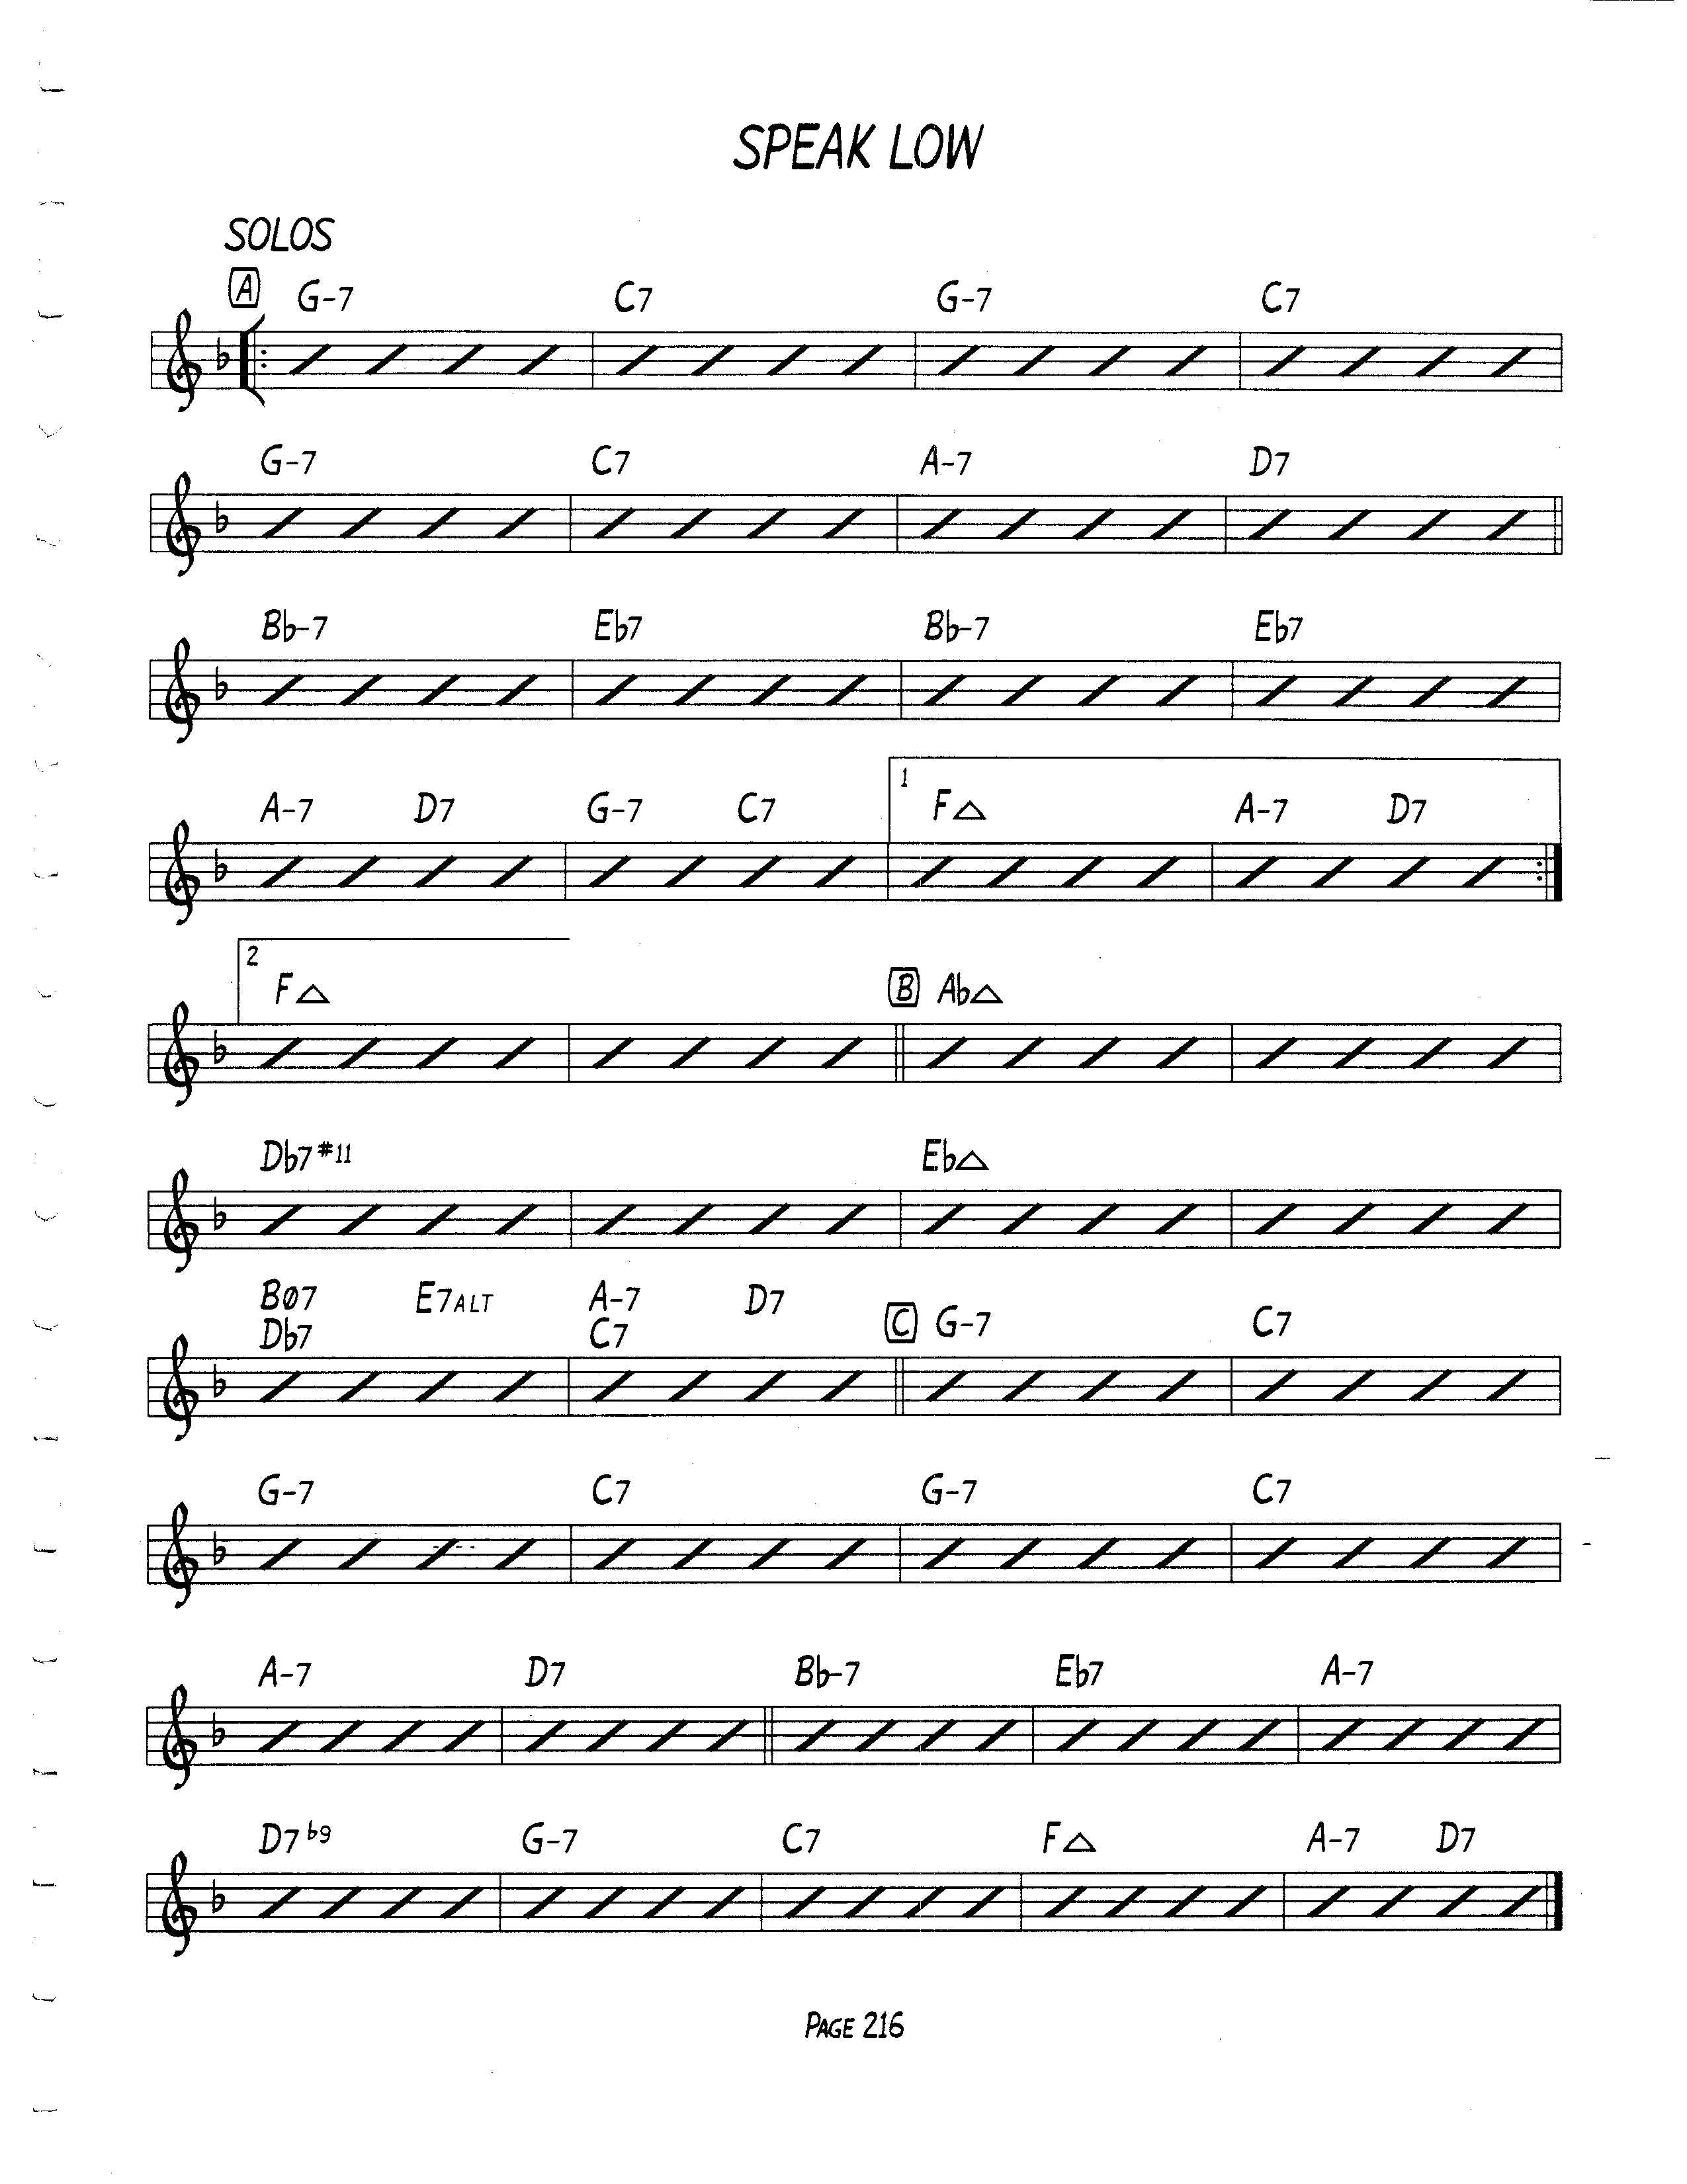 SPEAK LOW
SOLOS
A G-7 C7 G-7 C7
G-7 C7 A-7 D7
Bb-7 Eb7 Bb-7 Eb7
1
A-7 D7 G-7 C7 F△ A-7 D7
2
F△ B Ab△
Db7#11 Eb△
BØ7 E7ALT A-7 D7
Db7 C7 C G-7 C7
G-7 C7 G-7 C7
A-7 D7 Bb-7 Eb7 A-7
D7b9 G-7 C7 F△ A-7 D7
PAGE 216